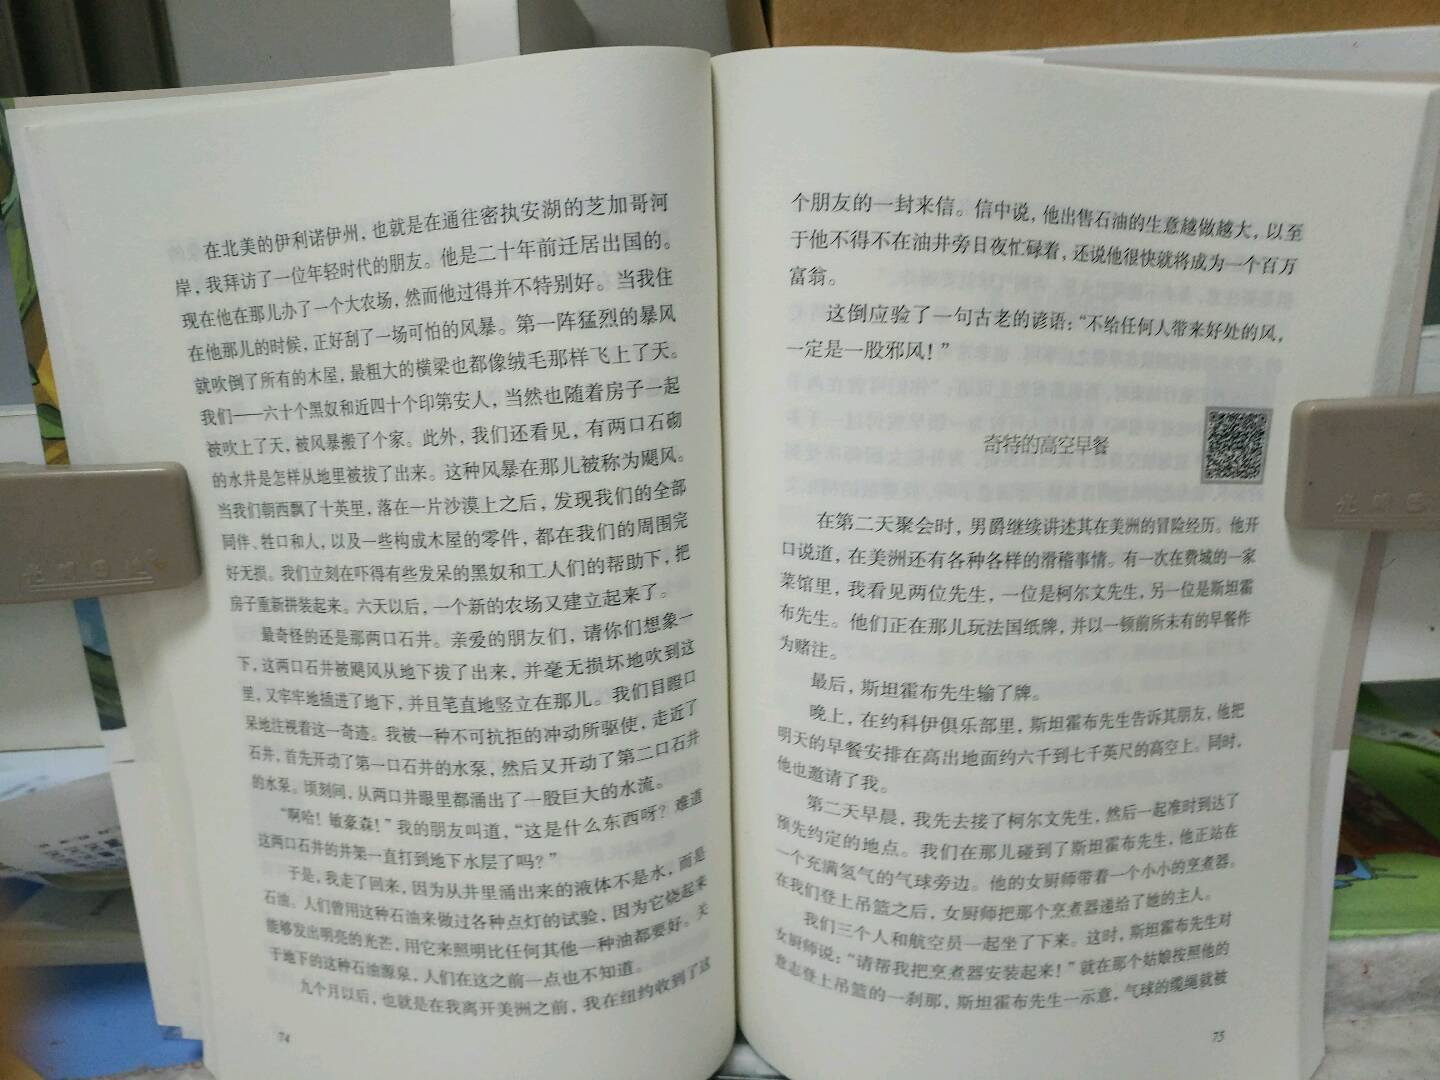 在北美的伊利诺伊州，也就是在通往密执安湖的芝加哥河
岸，我拜访了一位年轻时代的朋友。他是二十年前迁居出国的。
现在他在那儿办了一个大农场，然而他过得并不特别好。当我住
在他那儿的时候，正好刮了一场可怕的风暴。第一阵猛烈的暴风
就吹倒了所有的木屋，最粗大的横梁也都像绒毛那样飞上了天。
我们——六十个黑奴和近四十个印第安人，当然也随着房子一起
被吹上了天，被风暴搬了个家。此外，我们还看见，有两口石砌
的水井是怎样从地里被拔了出来。这种风暴在那儿被称为飓风。
当我们朝西飘了十英里，落在一片沙漠上之后，发现我们的全部
同伴、牲口和人，以及一些构成木屋的零件，都在我们的周围完
好无损。我们立刻在吓得有些发呆的黑奴和工人们的帮助下，把
房子重新拼装起来。六天以后，一个新的农场又建立起来了。
最奇怪的还是那两口石井。亲爱的朋友们，请你们想象一
下，这两口石井被飓风从地下拔了出来，并毫无损坏地吹到这
里，又牢牢地插进了地下，并且笔直地竖立在那儿。我们目瞪口
呆地注视着这一奇迹。我被一种不可抗拒的冲动所驱使，走近了
石井，首先开动了第一口石井的水泵，然后又开动了第二口石井
的水泵。顷刻间，从两口井眼里都涌出了一股巨大的水流。
“啊哈！敏豪森！”我的朋友叫道，“这是什么东西呀？难道
这两口石井的井架一直打到地下水层了吗？”
于是，我走了回来，因为从井里涌出来的液体不是水，而是
石油。人们曾用这种石油来做过各种点灯的试验，因为它烧起来
能够发出明亮的光芒，用它来照明比任何其他一种油都要好。关
于地下的这种石油源泉，人们在这之前一点也不知道。
九个月以后，也就是在我离开美洲之前，我在纽约收到了这
74
个朋友的一封来信。信中说，他出售石油的生意越做越大，以至
于他不得不在油井旁日夜忙碌着，还说他很快就将成为一个百万
富翁。
这倒应验了一句古老的谚语：“不给任何人带来好处的风，
一定是一股邪风！”
奇特的高空早餐
在第二天聚会时，男爵继续讲述其在美洲的冒险经历。他开
口说道，在美洲还有各种各样的滑稽事情。有一次在费城的一家
菜馆里，我看见两位先生，一位是柯尔文先生，另一位是斯坦霍
布先生。他们正在那儿玩法国纸牌，并以一顿前所未有的早餐作
为赌注。
最后，斯坦霍布先生输了牌。
晚上，在约科伊俱乐部里，斯坦霍布先生告诉其朋友，他把
明天的早餐安排在高出地面约六千到七千英尺的高空上。同时，
他也邀请了我。
第二天早晨，我先去接了柯尔文先生，然后一起准时到达了
预先约定的地点。我们在那儿碰到了斯坦霍布先生，他正站在
一个充满氢气的气球旁边。他的女厨师带着一个小小的烹煮器。
在我们登上吊篮之后，女厨师把那个烹煮器递给了她的主人。
我们三个人和航空员一起坐了下来。这时，斯坦霍布先生对
女厨师说：“请帮我把烹煮器安装起来！”就在那个姑娘按照他的
意志登上吊篮的一刹那，斯坦霍布先生一示意，气球的缆绳就被
75